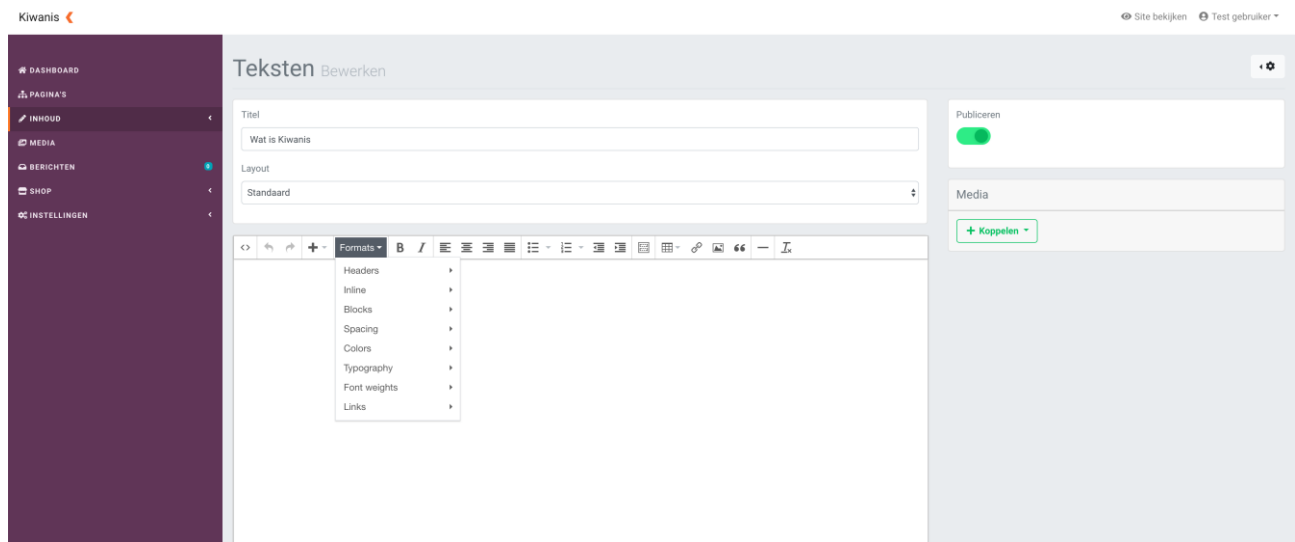 Kiwanis
Site bekijken Test gebruiker
DASHBOARD
PAGINA'S
INHOUD
MEDIA
BERICHTEN
SHOP
INSTELLINGEN
Teksten Bewerken
Titel
Wat is Kiwanis
Layout
Standaard
Formats B I
Headers
Inline
Blocks
Spacing
Colors
Typography
Font weights
Links
Publiceren
Media
+ Koppelen